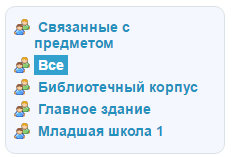 Связанные с
предметом
Все
Библиотечный корпус
Главное здание
Младшая школа 1